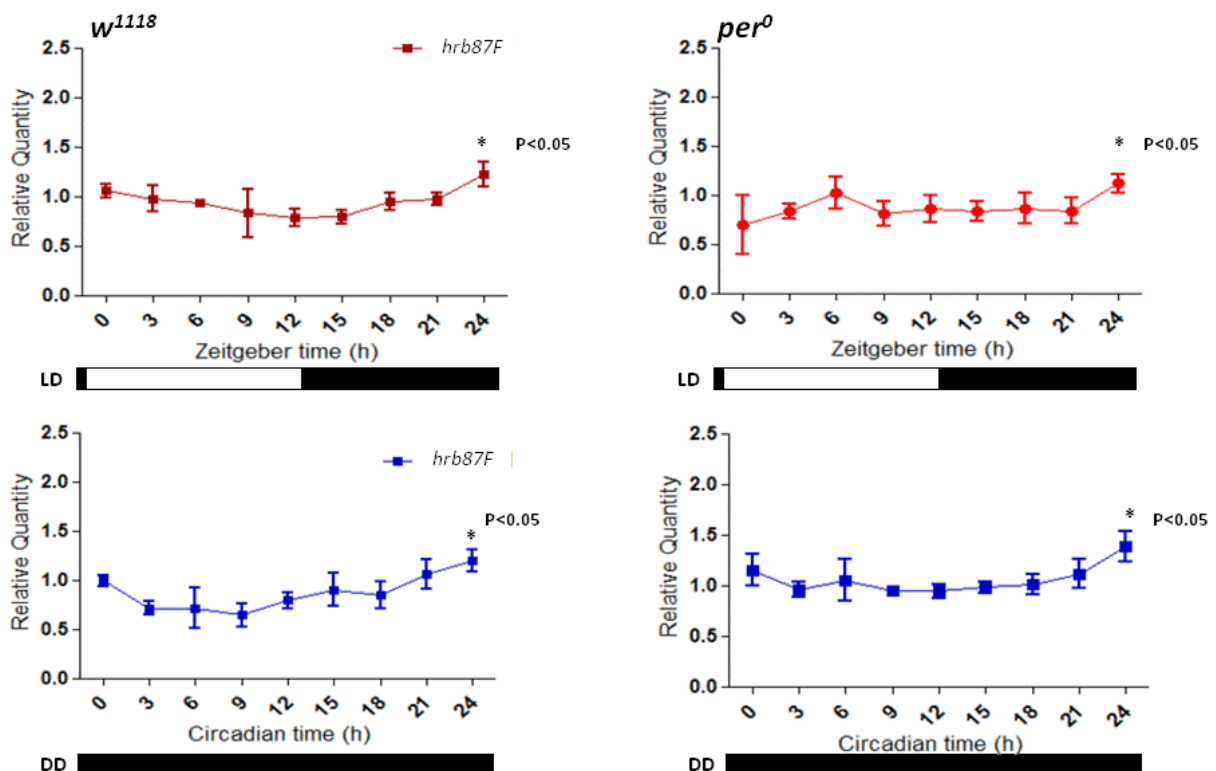 w¹¹¹⁸
hrb87F
Relative Quantity
2.5
2.0
1.5
1.0
0.5
0.0
* P<0.05
0 3 6 9 12 15 18 21 24
Zeitgeber time (h)
LD
per⁰
Relative Quantity
2.5
2.0
1.5
1.0
0.5
0.0
* P<0.05
0 3 6 9 12 15 18 21 24
Zeitgeber time (h)
LD
hrb87F
Relative Quantity
2.5
2.0
1.5
1.0
0.5
0.0
P<0.05
*
0 3 6 9 12 15 18 21 24
Circadian time (h)
DD
Relative Quantity
2.5
2.0
1.5
1.0
0.5
0.0
* P<0.05
0 3 6 9 12 15 18 21 24
Circadian time (h)
DD